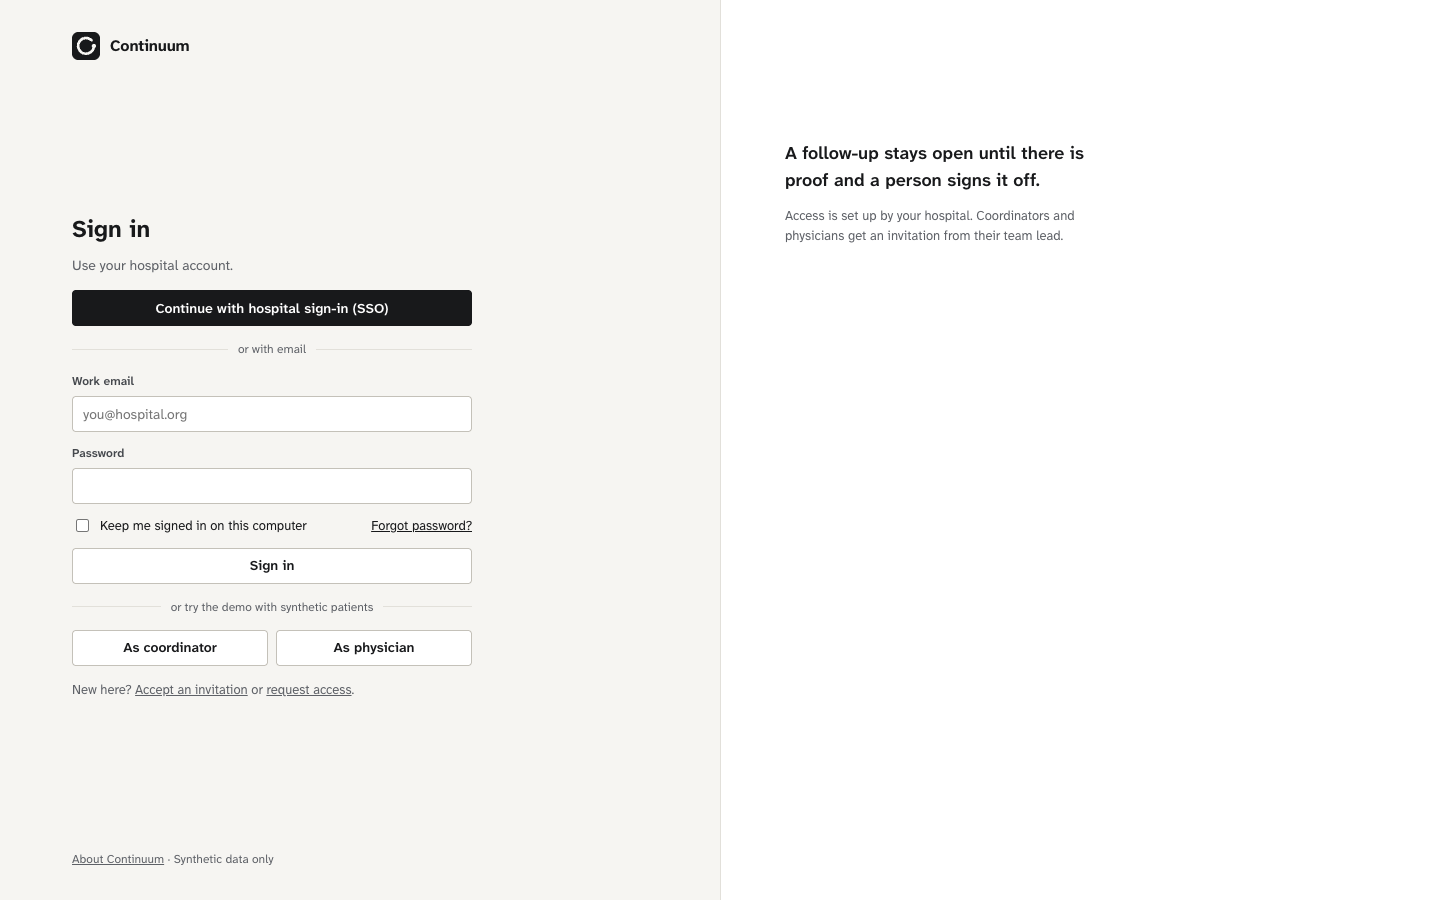 Continuum
Sign in
Use your hospital account.
Continue with hospital sign-in (SSO)
or with email
Work email
you@hospital.org
Password
Keep me signed in on this computer
Forgot password?
Sign in
or try the demo with synthetic patients
As coordinator
As physician
New here? Accept an invitation or request access.
About Continuum · Synthetic data only
A follow-up stays open until there is
proof and a person signs it off.
Access is set up by your hospital. Coordinators and
physicians get an invitation from their team lead.